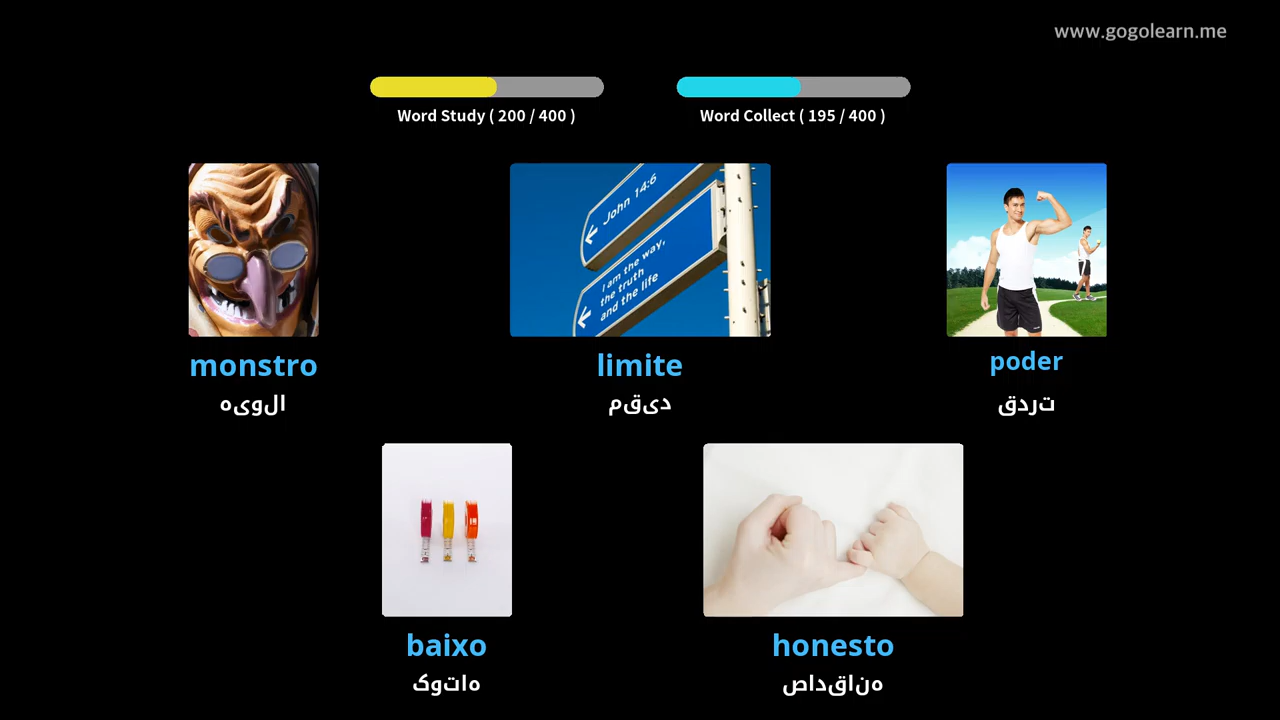 www.gogolearn.me
Word Study ( 200 / 400 )
Word Collect ( 195 / 400 )
John 14:6
I am the way,
the truth
and the life
monstro
الویه
limite
دیقم
poder
تردق
baixo
هاتوک
honesto
هناقداص